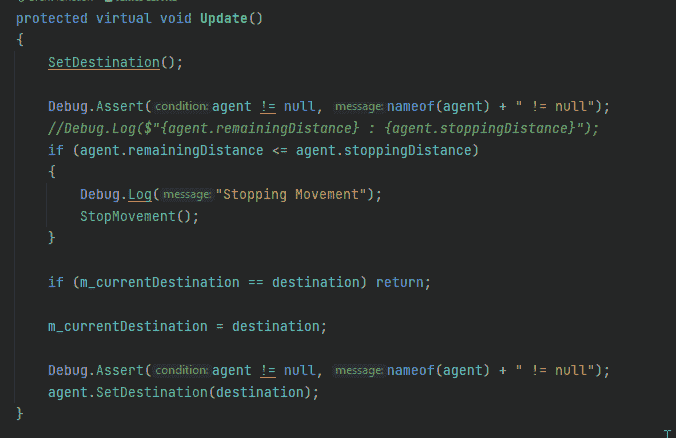 protected virtual void Update()
{
SetDestination();
Debug.Assert( condition: agent != null, message: nameof(agent) + " != null");
//Debug.Log($"{agent.remainingDistance} : {agent.stoppingDistance}");
if (agent.remainingDistance <= agent.stoppingDistance)
{
Debug.Log( message: "Stopping Movement");
StopMovement();
}
if (m_currentDestination == destination) return;
m_currentDestination = destination;
Debug.Assert( condition: agent != null, message: nameof(agent) + " != null");
agent.SetDestination(destination);
}